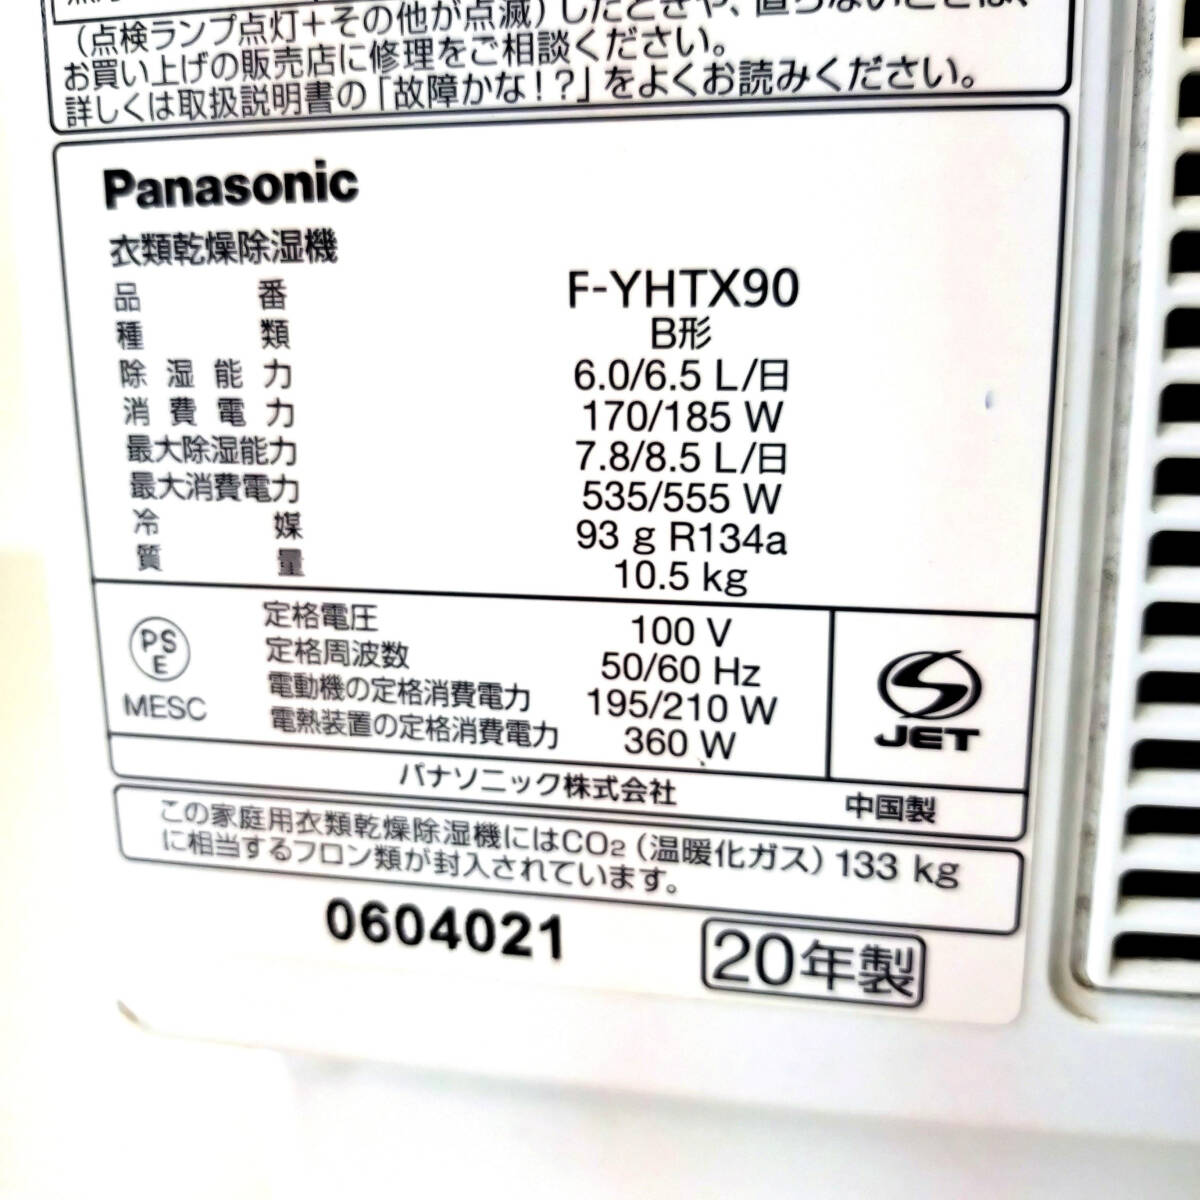 (点検ランプ点灯+その他が点滅)したときや、直らないときは、
お買い上げの販売店に修理をご相談ください。
詳しくは取扱説明書の「故障かな!?」をよくお読みください。
Panasonic
衣類乾燥除湿機
品番 F-YHTX90
種類 B形
除湿能力 6.0/6.5 L/日
消費電力 170/185 W
最大除湿能力 7.8/8.5 L/日
最大消費電力 535/555 W
冷媒 93 g R134a
質量 10.5 kg
PS
E
MESC
定格電圧 100 V
定格周波数 50/60 Hz
電動機の定格消費電力 195/210 W
電熱装置の定格消費電力 360 W
JET
パナソニック株式会社 中国製
この家庭用衣類乾燥除湿機にはCO₂(温暖化ガス)133 kg
に相当するフロン類が封入されています。
0604021
20年製